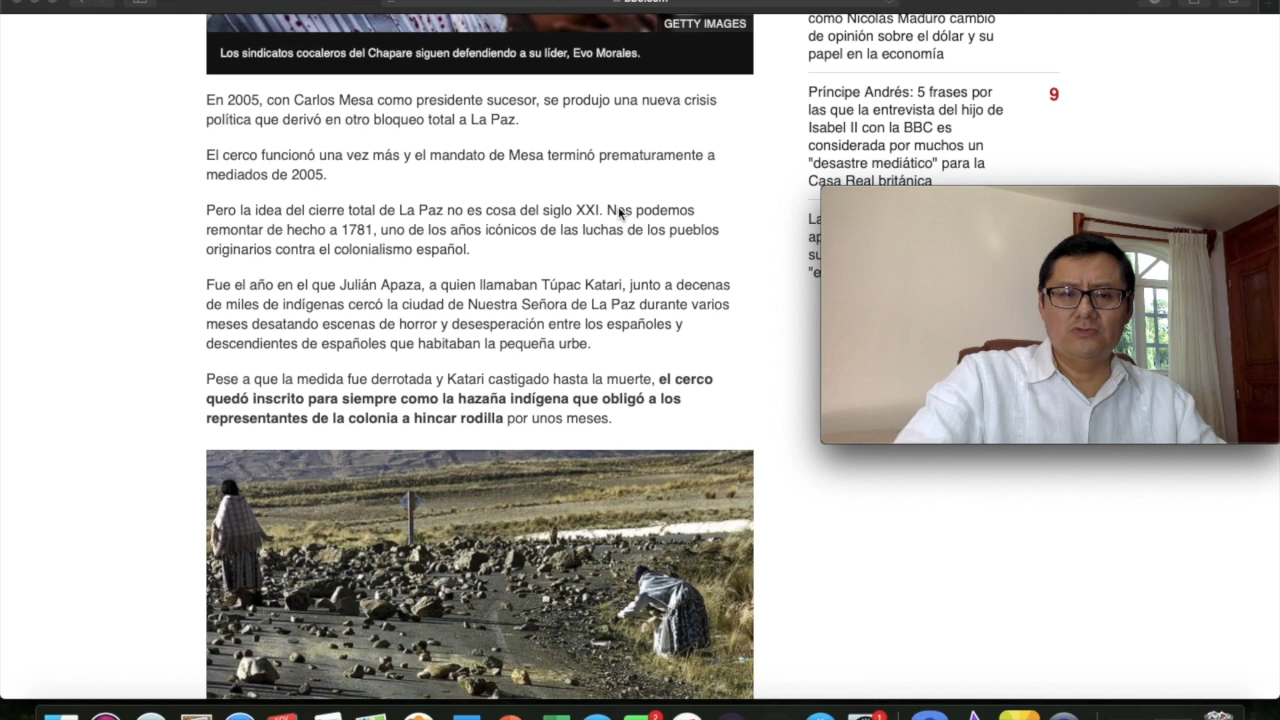 GETTY IMAGES
Los sindicatos cocaleros del Chapare siguen defendiendo a su líder, Evo Morales.
En 2005, con Carlos Mesa como presidente sucesor, se produjo una nueva crisis
política que derivó en otro bloqueo total a La Paz.
El cerco funcionó una vez más y el mandato de Mesa terminó prematuramente a
mediados de 2005.
Pero la idea del cierre total de La Paz no es cosa del siglo XXI. Nos podemos
remontar de hecho a 1781, uno de los años icónicos de las luchas de los pueblos
originarios contra el colonialismo español.
Fue el año en el que Julián Apaza, a quien llamaban Túpac Katari, junto a decenas
de miles de indígenas cercó la ciudad de Nuestra Señora de La Paz durante varios
meses desatando escenas de horror y desesperación entre los españoles y
descendientes de españoles que habitaban la pequeña urbe.
Pese a que la medida fue derrotada y Katari castigado hasta la muerte, el cerco
quedó inscrito para siempre como la hazaña indígena que obligó a los
representantes de la colonia a hincar rodilla por unos meses.
cómo Nicolás Maduro cambió
de opinión sobre el dólar y su
papel en la economía
Príncipe Andrés: 5 frases por
las que la entrevista del hijo de
Isabel II con la BBC es
considerada por muchos un
"desastre mediático" para la
Casa Real británica
9
La
ap
su
"e
2
1